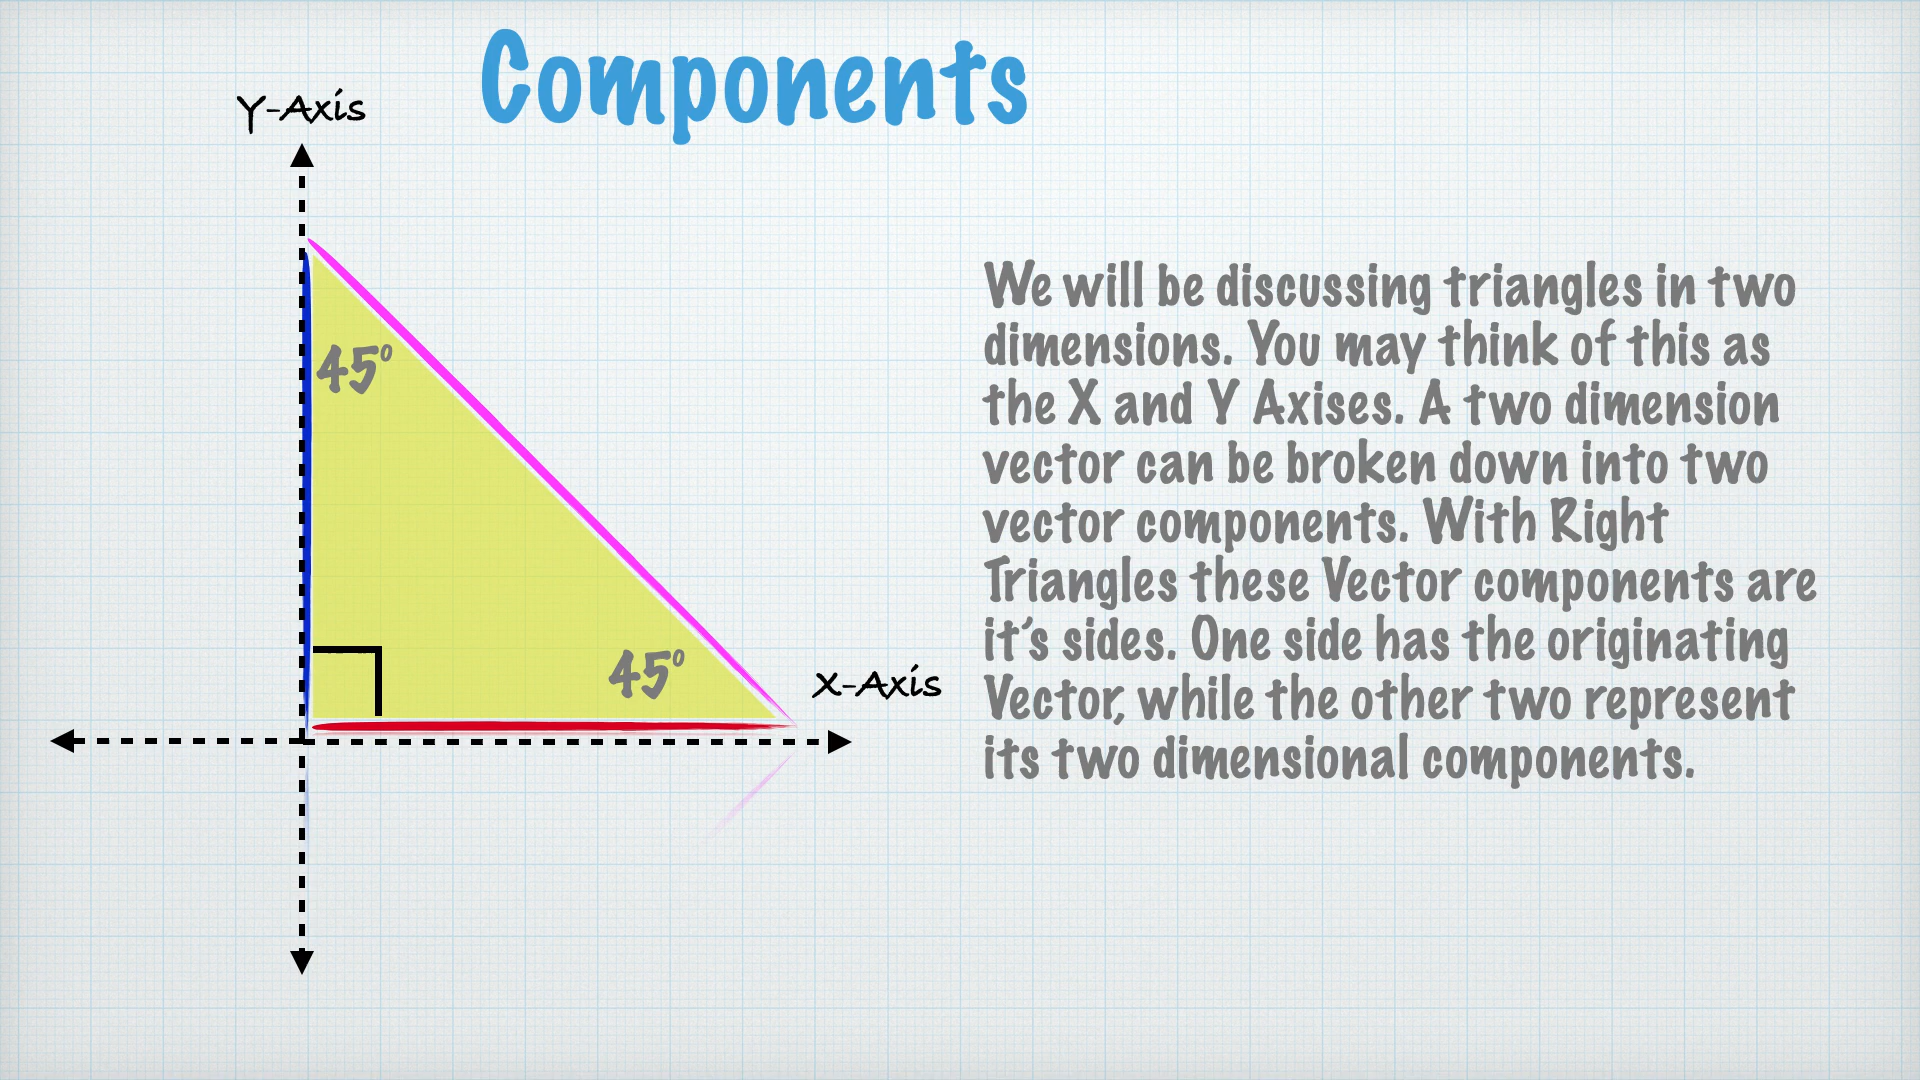 Components
Y-Axis
45°
45°
X-Axis
We will be discussing triangles in two
dimensions. You may think of this as
the X and Y Axises. A two dimension
vector can be broken down into two
vector components. With Right
Triangles these Vector components are
it's sides. One side has the originating
Vector, while the other two represent
its two dimensional components.